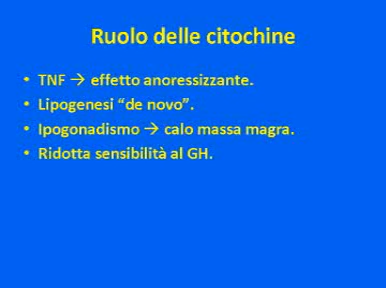 Ruolo delle citochine
• TNF → effetto anoressizzante.
• Lipogenesi “de novo”.
• Ipogonadismo → calo massa magra.
• Ridotta sensibilità al GH.